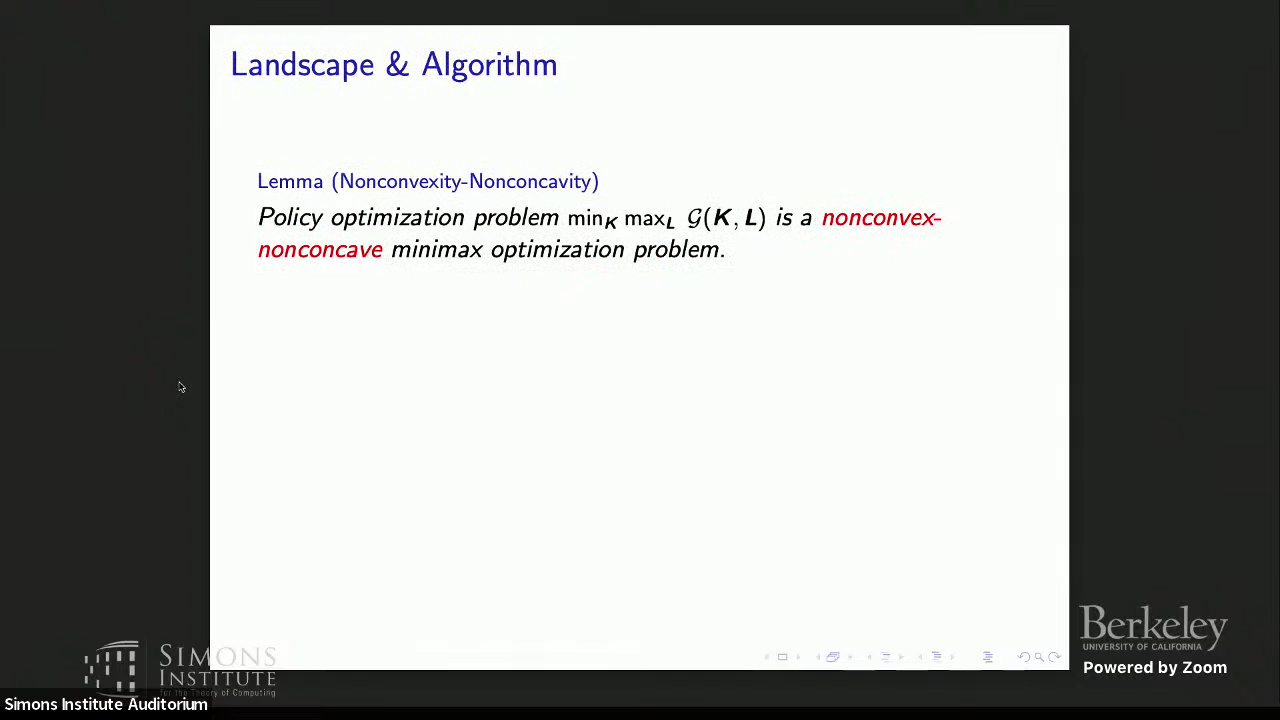 Landscape & Algorithm
Lemma (Nonconvexity-Nonconcavity)
Policy optimization problem min_K max_L 𝒢(K, L) is a nonconvex-
nonconcave minimax optimization problem.
SIMONS
INSTITUTE
for the Theory of Computing
Berkeley
UNIVERSITY OF CALIFORNIA
Powered by Zoom
Simons Institute Auditorium